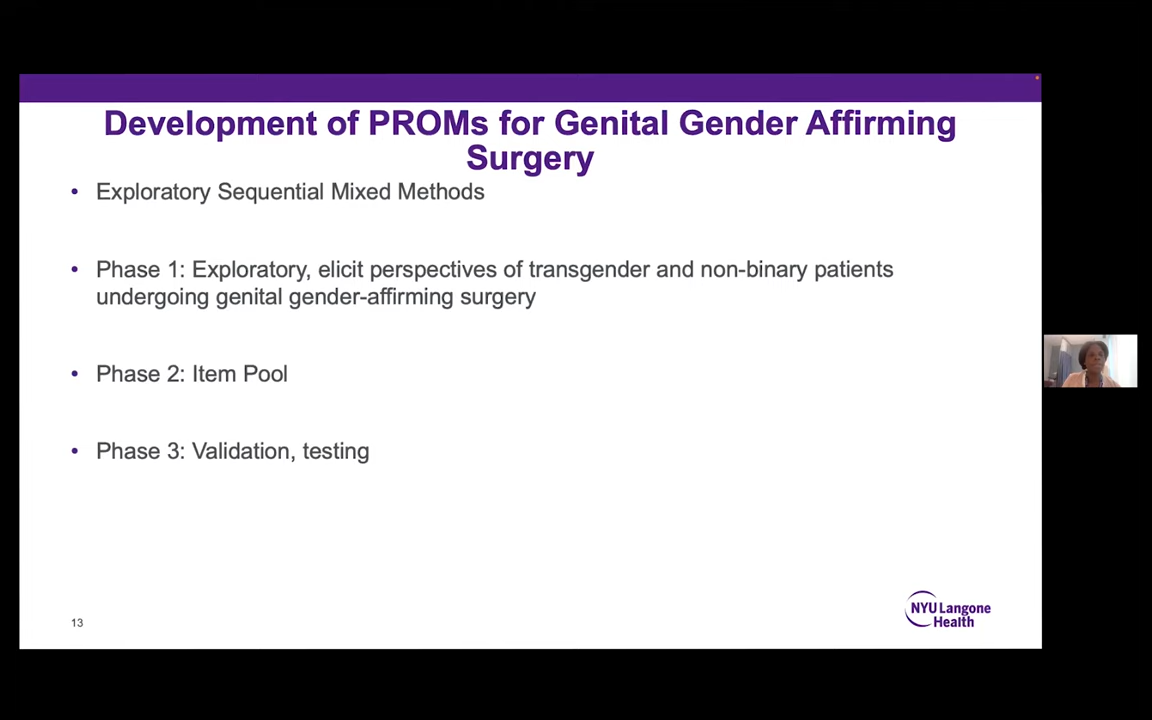 Development of PROMs for Genital Gender Affirming
Surgery
• Exploratory Sequential Mixed Methods
• Phase 1: Exploratory, elicit perspectives of transgender and non-binary patients
undergoing genital gender-affirming surgery
• Phase 2: Item Pool
• Phase 3: Validation, testing
13
NYU Langone
Health